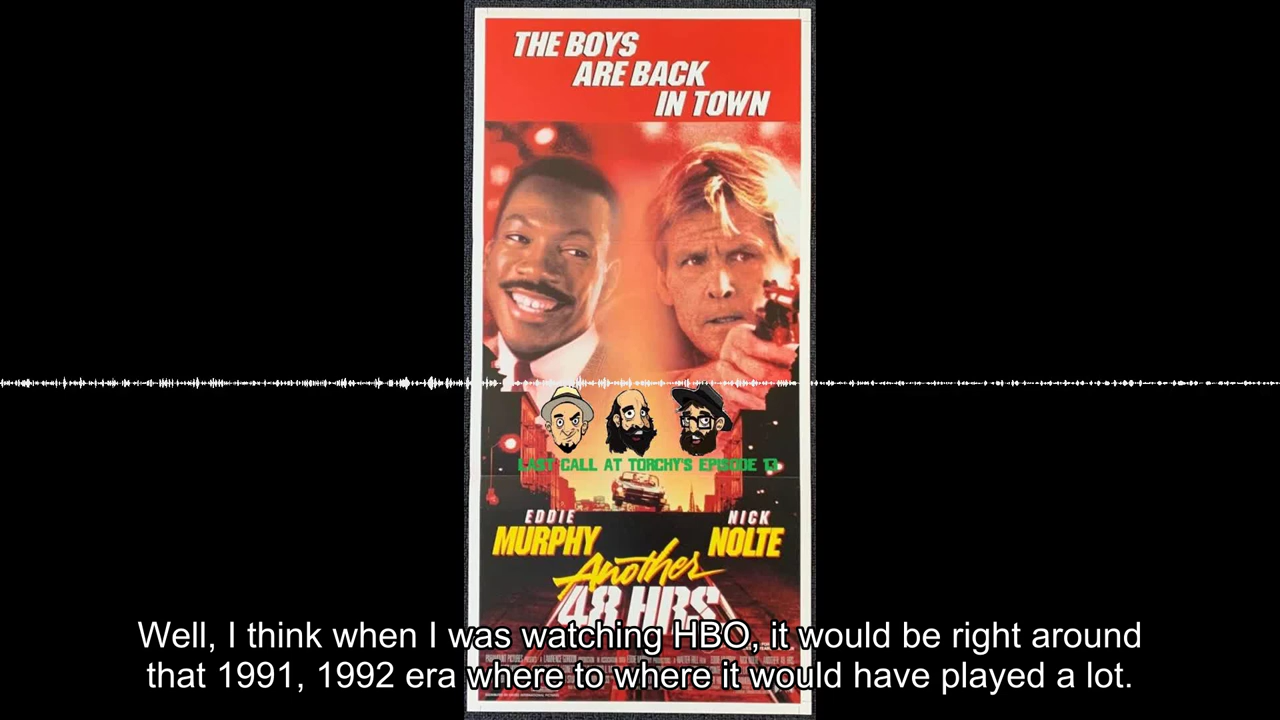 THE BOYS
ARE BACK
IN TOWN
LAST CALL AT TORCHY'S EPISODE 13
EDDIE
MURPHY
NICK
NOLTE
Another
48 HRS
Well, I think when I was watching HBO, it would be right around
that 1991, 1992 era where to where it would have played a lot.